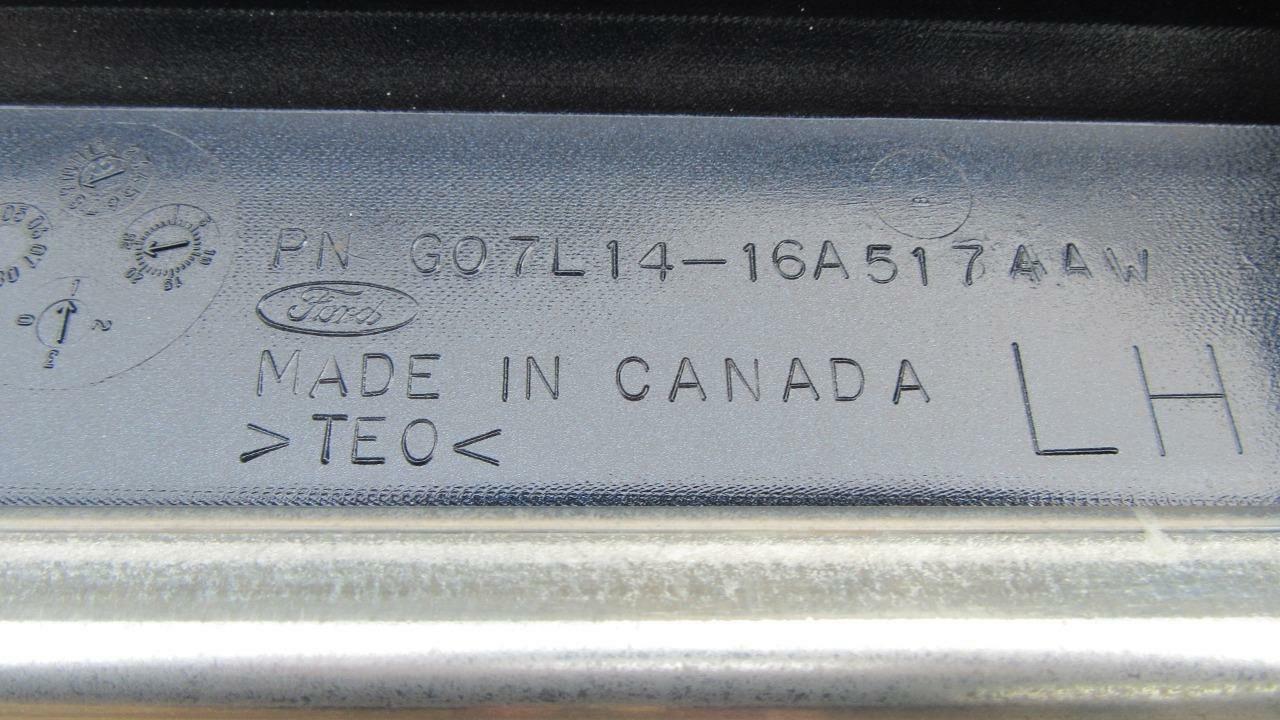 PN G07L14-16A517AAW
Ford
MADE IN CANADA
>TEO<
LH